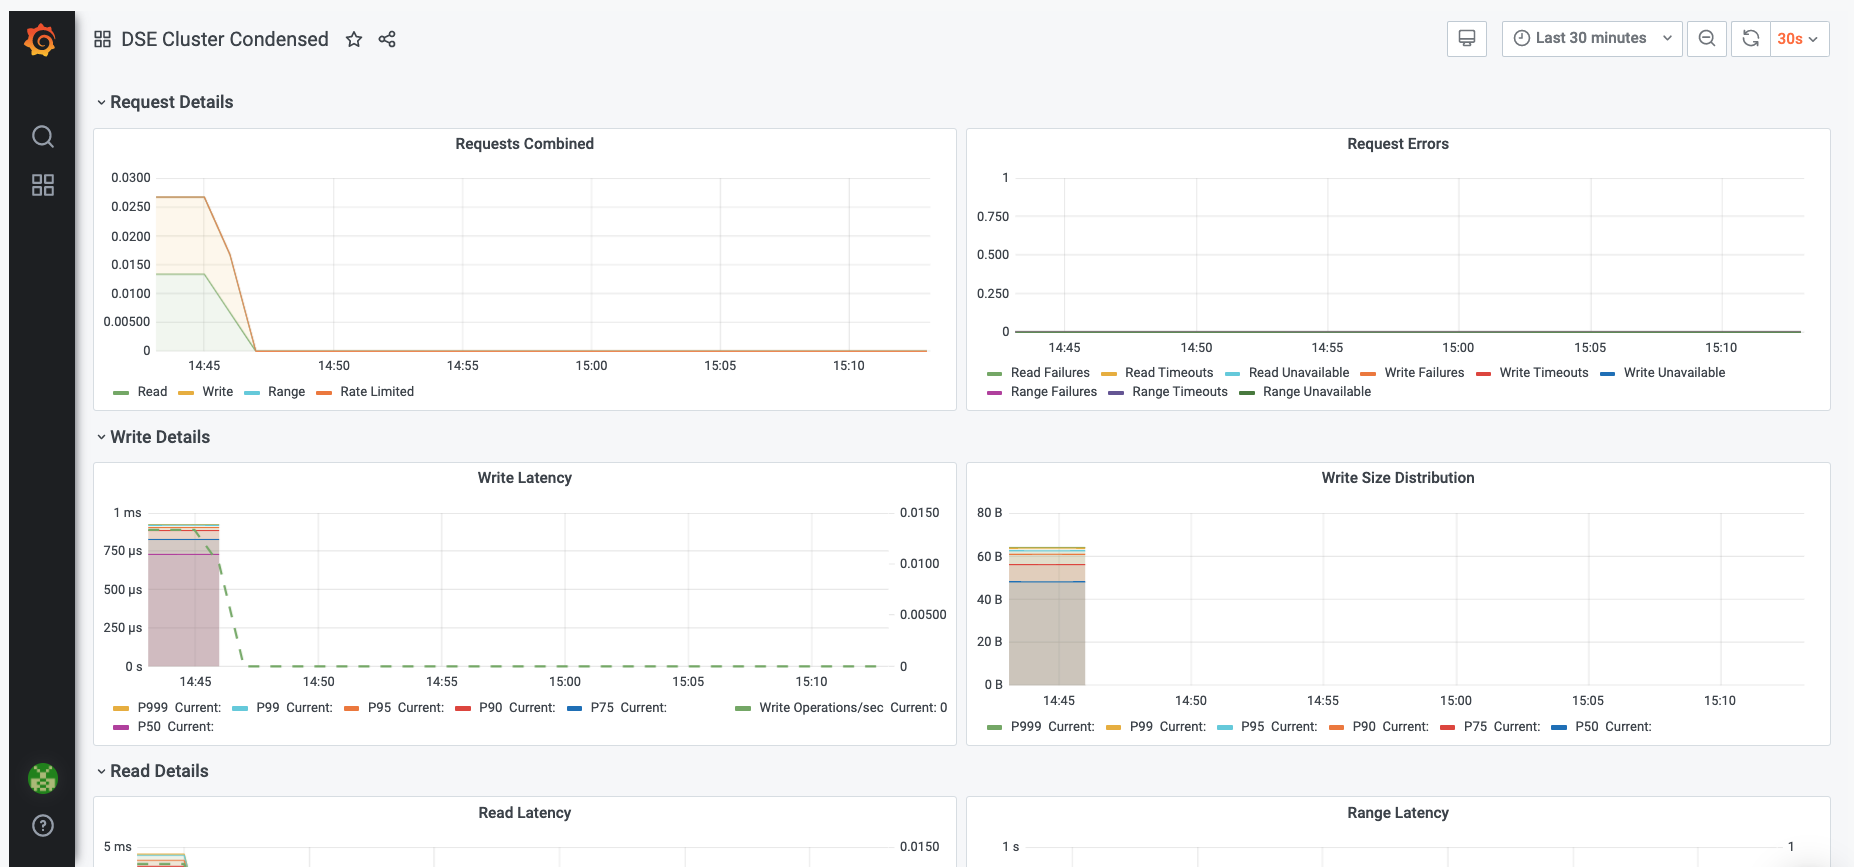 DSE Cluster Condensed
Last 30 minutes
30s
Request Details
Requests Combined
0.0300
0.0250
0.0200
0.0150
0.0100
0.00500
0
14:45 14:50 14:55 15:00 15:05 15:10
Read Write Range Rate Limited
Request Errors
1
0.750
0.500
0.250
0
14:45 14:50 14:55 15:00 15:05 15:10
Read Failures Read Timeouts Read Unavailable Write Failures Write Timeouts Write Unavailable
Range Failures Range Timeouts Range Unavailable
Write Details
Write Latency
1 ms 0.0150
750 µs 0.0100
500 µs 0.00500
250 µs
0 s 0
14:45 14:50 14:55 15:00 15:05 15:10
P999 Current: P99 Current: P95 Current: P90 Current: P75 Current: Write Operations/sec Current: 0
P50 Current:
Write Size Distribution
80 B
60 B
40 B
20 B
0 B
14:45 14:50 14:55 15:00 15:05 15:10
P999 Current: P99 Current: P95 Current: P90 Current: P75 Current: P50 Current:
Read Details
Read Latency
5 ms 0.0150
Range Latency
1 s 1